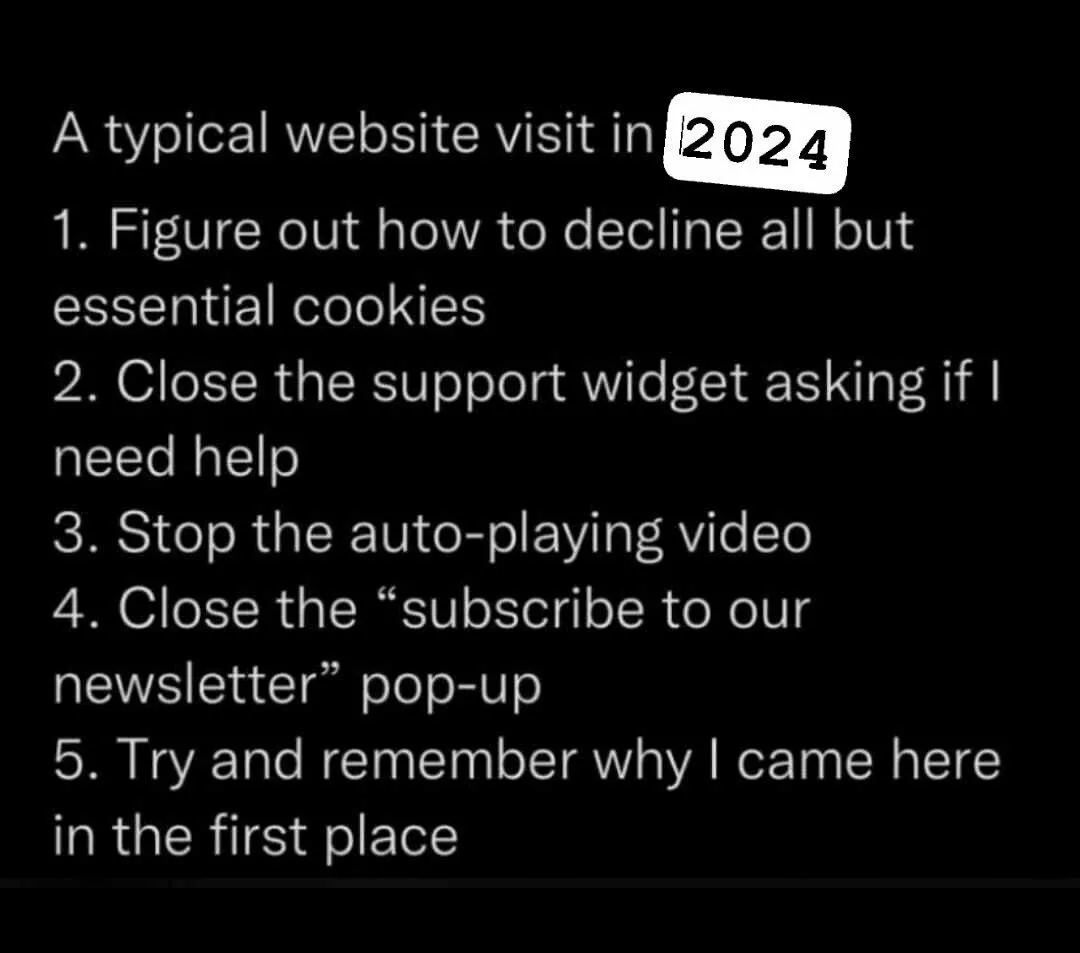 A typical website visit in 2024
1. Figure out how to decline all but
essential cookies
2. Close the support widget asking if I
need help
3. Stop the auto-playing video
4. Close the “subscribe to our
newsletter” pop-up
5. Try and remember why I came here
in the first place